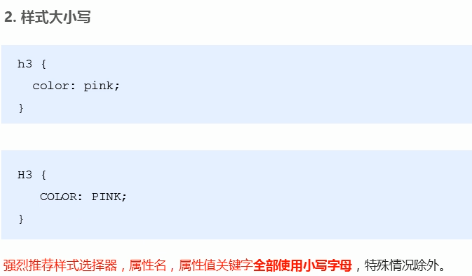 2. 样式大小写
h3 {
color: pink;
}
H3 {
COLOR: PINK;
}
强烈推荐样式选择器，属性名，属性值关键字全部使用小写字母，特殊情况除外。